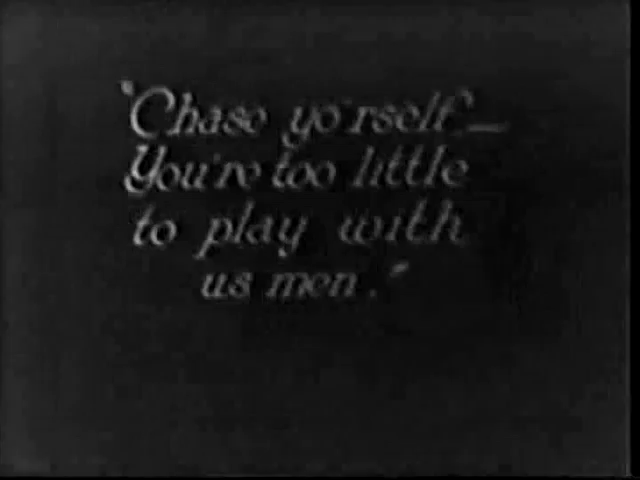 "Chase yo'rself —
You're too little
to play with
us men."